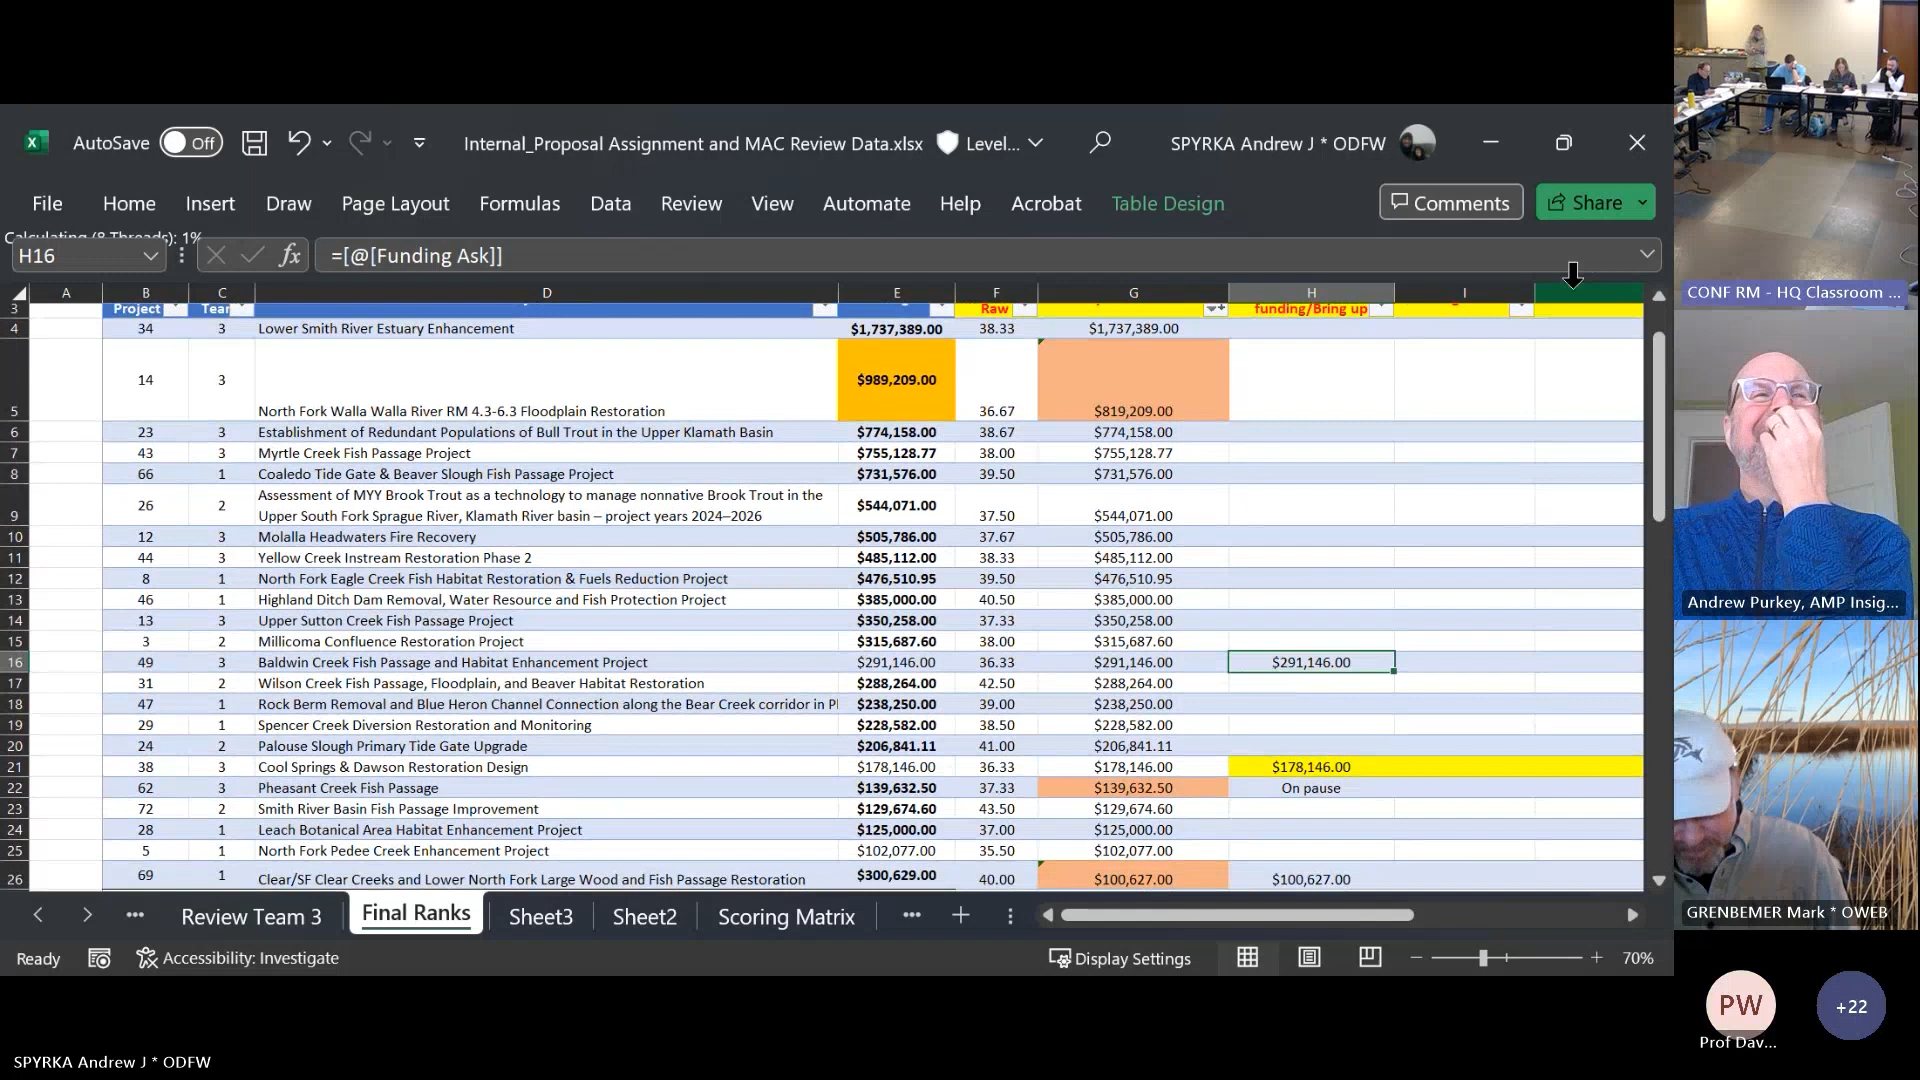 AutoSave Off Internal_Proposal Assignment and MAC Review Data.xlsx Level... SPYRKA Andrew J * ODFW
File Home Insert Draw Page Layout Formulas Data Review View Automate Help Acrobat Table Design Comments Share
H16 fx =[@[Funding Ask]]
A B C D E F G H I
3 Project Raw funding/Bring up
4 34 3 Lower Smith River Estuary Enhancement $1,737,389.00 38.33 $1,737,389.00
5 14 3 North Fork Walla Walla River RM 4.3-6.3 Floodplain Restoration $989,209.00 36.67 $819,209.00
6 23 3 Establishment of Redundant Populations of Bull Trout in the Upper Klamath Basin $774,158.00 38.67 $774,158.00
7 43 3 Myrtle Creek Fish Passage Project $755,128.77 38.00 $755,128.77
8 66 1 Coaledo Tide Gate & Beaver Slough Fish Passage Project $731,576.00 39.50 $731,576.00
Assessment of MYY Brook Trout as a technology to manage nonnative Brook Trout in the
9 26 2 Upper South Fork Sprague River, Klamath River basin – project years 2024–2026 $544,071.00 37.50 $544,071.00
10 12 3 Molalla Headwaters Fire Recovery $505,786.00 37.67 $505,786.00
11 44 3 Yellow Creek Instream Restoration Phase 2 $485,112.00 38.33 $485,112.00
12 8 1 North Fork Eagle Creek Fish Habitat Restoration & Fuels Reduction Project $476,510.95 39.50 $476,510.95
13 46 1 Highland Ditch Dam Removal, Water Resource and Fish Protection Project $385,000.00 40.50 $385,000.00
14 13 3 Upper Sutton Creek Fish Passage Project $350,258.00 37.33 $350,258.00
15 3 2 Millicoma Confluence Restoration Project $315,687.60 38.00 $315,687.60
16 49 3 Baldwin Creek Fish Passage and Habitat Enhancement Project $291,146.00 36.33 $291,146.00 $291,146.00
17 31 2 Wilson Creek Fish Passage, Floodplain, and Beaver Habitat Restoration $288,264.00 42.50 $288,264.00
18 47 1 Rock Berm Removal and Blue Heron Channel Connection along the Bear Creek corridor in $238,250.00 39.00 $238,250.00
19 29 1 Spencer Creek Diversion Restoration and Monitoring $228,582.00 38.50 $228,582.00
20 24 2 Palouse Slough Primary Tide Gate Upgrade $206,841.11 41.00 $206,841.11
21 38 3 Cool Springs & Dawson Restoration Design $178,146.00 36.33 $178,146.00 $178,146.00
22 62 3 Pheasant Creek Fish Passage $139,632.50 37.33 $139,632.50 On pause
23 72 2 Smith River Basin Fish Passage Improvement $129,674.60 43.50 $129,674.60
24 28 1 Leach Botanical Area Habitat Enhancement Project $125,000.00 37.00 $125,000.00
25 5 1 North Fork Pedee Creek Enhancement Project $102,077.00 35.50 $102,077.00
26 69 1 Clear/SF Clear Creeks and Lower North Fork Large Wood and Fish Passage Restoration $300,629.00 40.00 $100,627.00 $100,627.00
Review Team 3 Final Ranks Sheet3 Sheet2 Scoring Matrix
Ready Accessibility: Investigate Display Settings 70%
SPYRKA Andrew J * ODFW
CONF RM - HQ Classroom ...
Andrew Purkey, AMP Insig...
GRENBEMER Mark * OWEB
PW +22
Prof Dav...